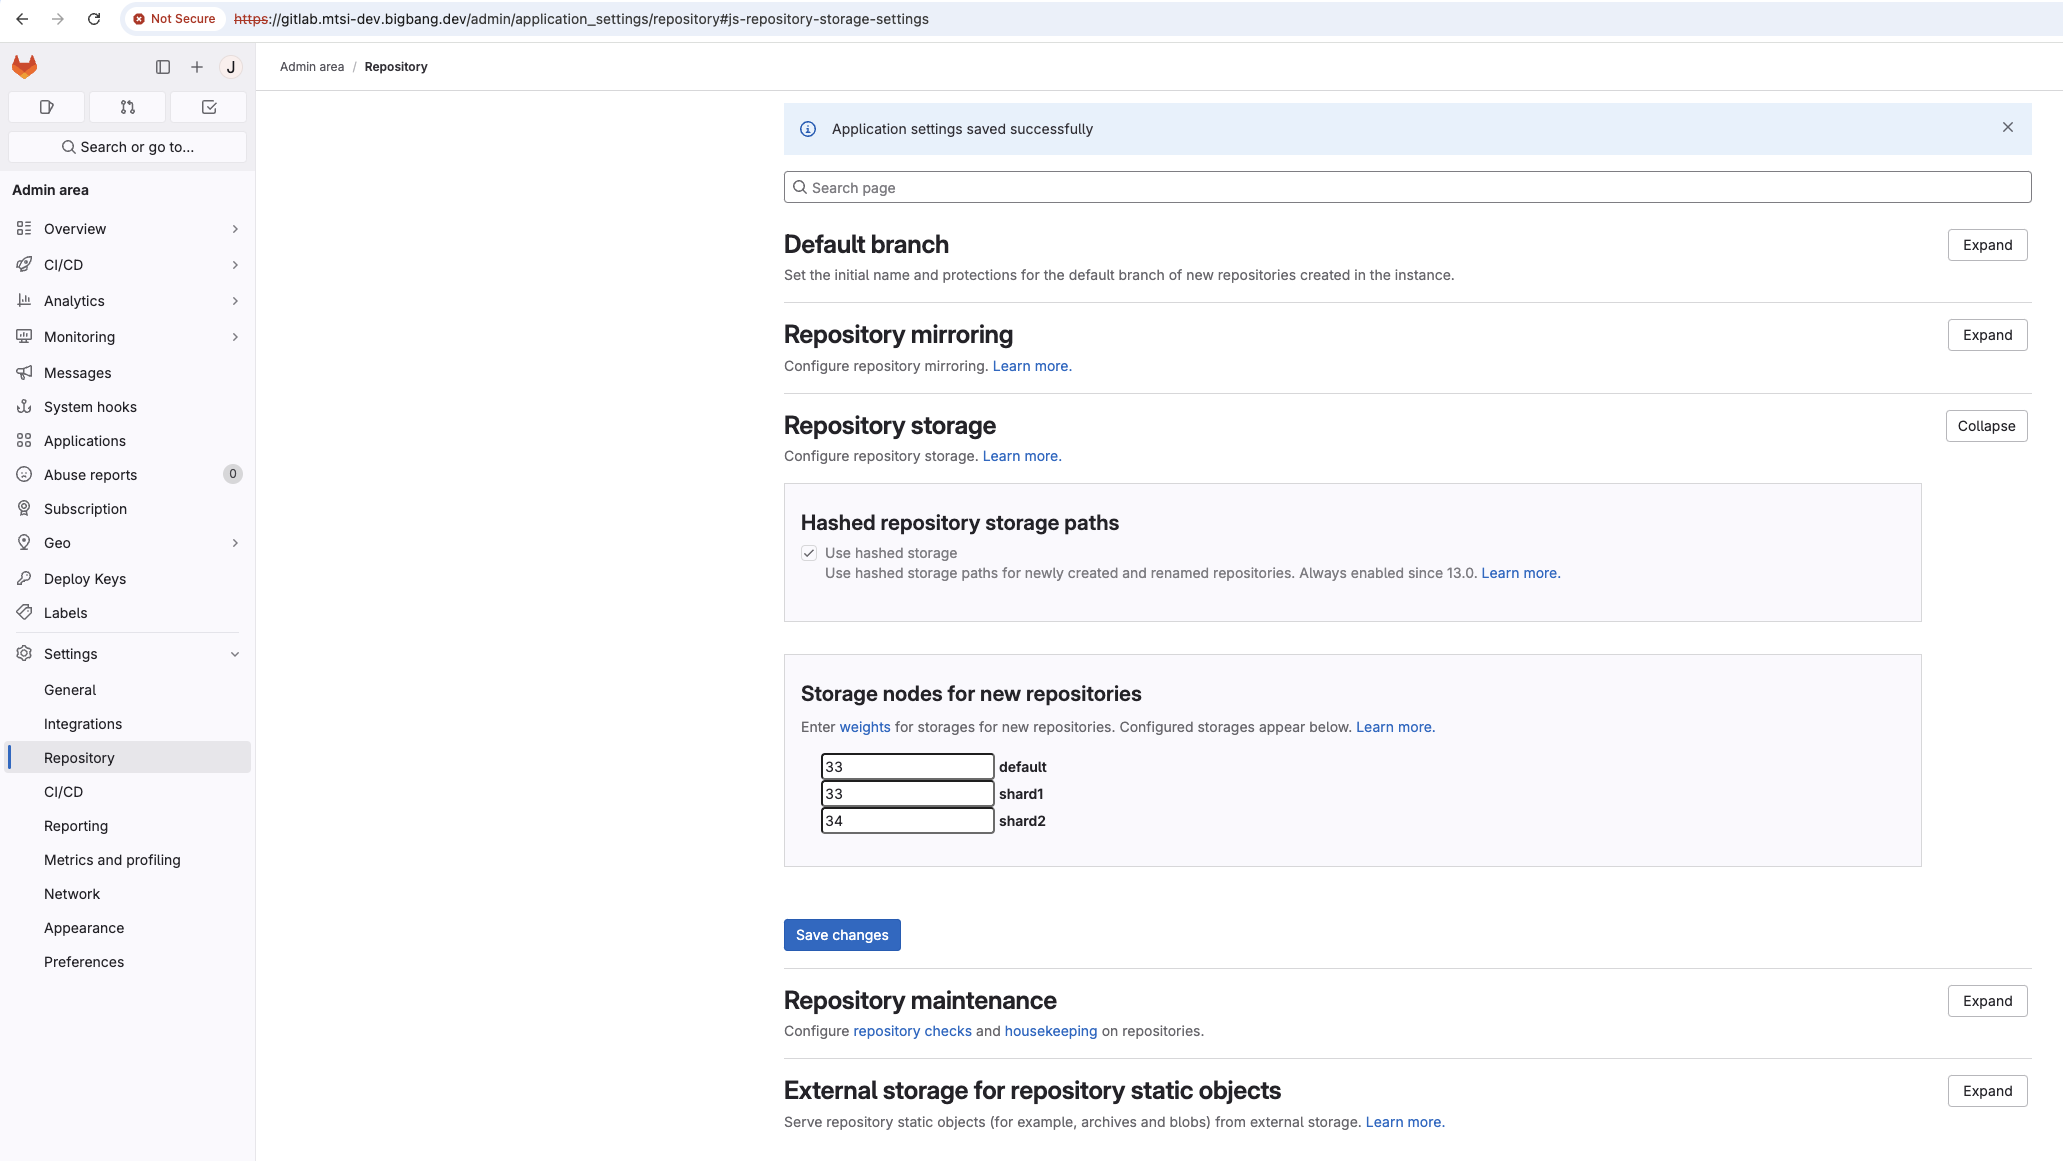 Not Secure https://gitlab.mtsi-dev.bigbang.dev/admin/application_settings/repository#js-repository-storage-settings
J
Admin area / Repository
Search or go to...
Admin area
Overview
CI/CD
Analytics
Monitoring
Messages
System hooks
Applications
Abuse reports 0
Subscription
Geo
Deploy Keys
Labels
Settings
General
Integrations
Repository
CI/CD
Reporting
Metrics and profiling
Network
Appearance
Preferences
Application settings saved successfully
Search page
Default branch
Expand
Set the initial name and protections for the default branch of new repositories created in the instance.
Repository mirroring
Expand
Configure repository mirroring. Learn more.
Repository storage
Collapse
Configure repository storage. Learn more.
Hashed repository storage paths
Use hashed storage
Use hashed storage paths for newly created and renamed repositories. Always enabled since 13.0. Learn more.
Storage nodes for new repositories
Enter weights for storages for new repositories. Configured storages appear below. Learn more.
33 default
33 shard1
34 shard2
Save changes
Repository maintenance
Expand
Configure repository checks and housekeeping on repositories.
External storage for repository static objects
Expand
Serve repository static objects (for example, archives and blobs) from external storage. Learn more.